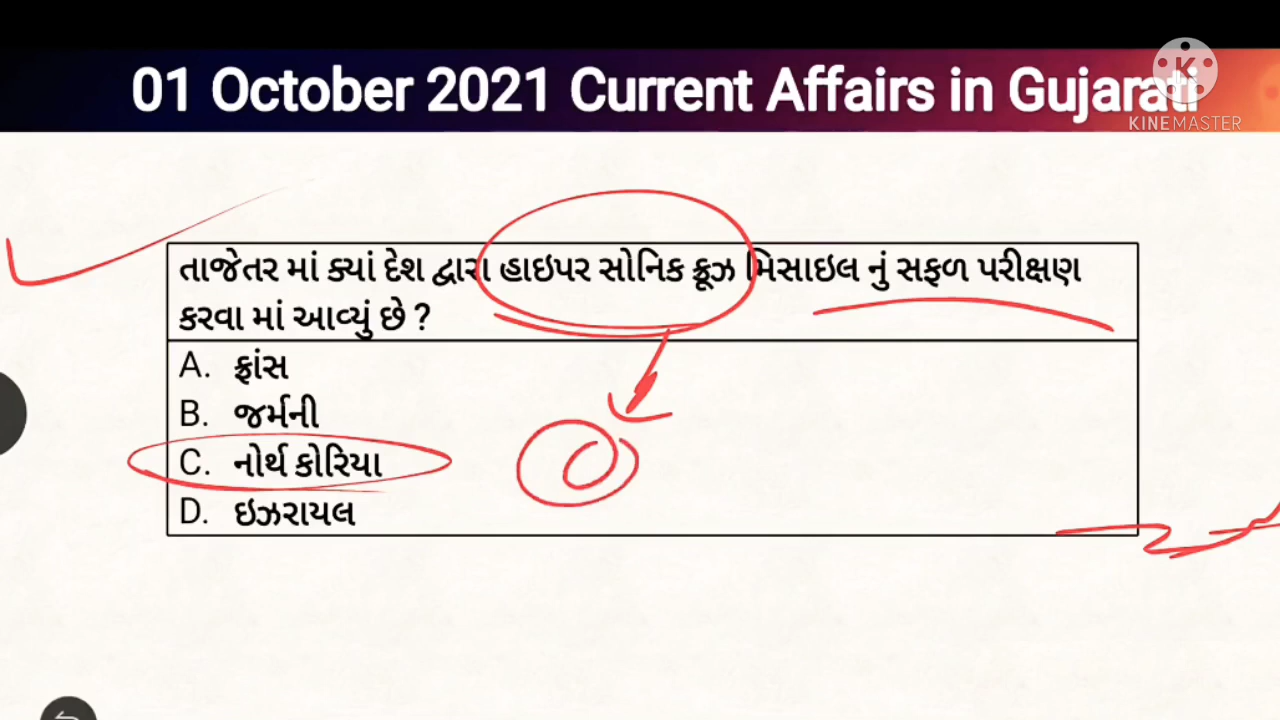 01 October 2021 Current Affairs in Gujarati
KINEMASTER
તાજેતર માં ક્યાં દેશ દ્વારા હાઇપર સોનિક ક્રૂઝ મિસાઇલ નું સફળ પરીક્ષણ
કરવા માં આવ્યું છે ?
A. ફ્રાંસ
B. જર્મની
C. નોર્થ કોરિયા
D. ઇઝરાયલ